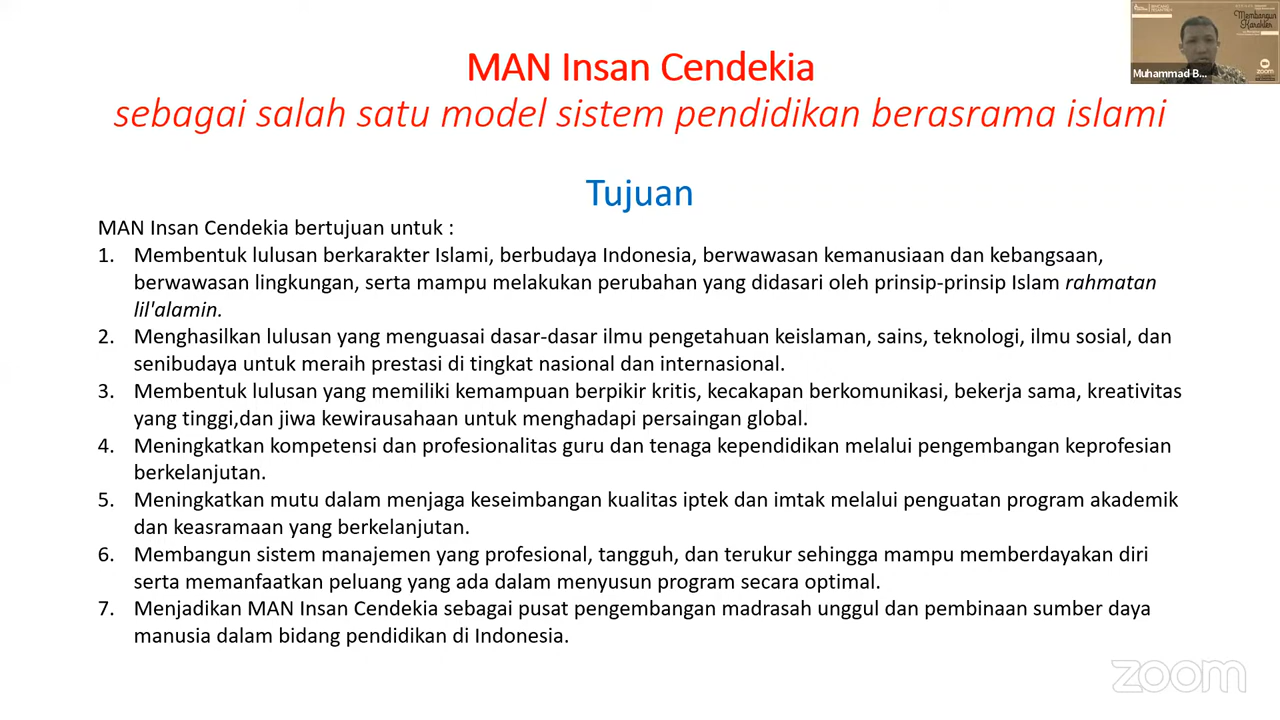 MAN Insan Cendekia
sebagai salah satu model sistem pendidikan berasrama islami
Membangun
Karakter
zoom
Muhammad B...
Tujuan
MAN Insan Cendekia bertujuan untuk :
1. Membentuk lulusan berkarakter Islami, berbudaya Indonesia, berwawasan kemanusiaan dan kebangsaan,
berwawasan lingkungan, serta mampu melakukan perubahan yang didasari oleh prinsip-prinsip Islam rahmatan
lil'alamin.
2. Menghasilkan lulusan yang menguasai dasar-dasar ilmu pengetahuan keislaman, sains, teknologi, ilmu sosial, dan
senibudaya untuk meraih prestasi di tingkat nasional dan internasional.
3. Membentuk lulusan yang memiliki kemampuan berpikir kritis, kecakapan berkomunikasi, bekerja sama, kreativitas
yang tinggi,dan jiwa kewirausahaan untuk menghadapi persaingan global.
4. Meningkatkan kompetensi dan profesionalitas guru dan tenaga kependidikan melalui pengembangan keprofesian
berkelanjutan.
5. Meningkatkan mutu dalam menjaga keseimbangan kualitas iptek dan imtak melalui penguatan program akademik
dan keasramaan yang berkelanjutan.
6. Membangun sistem manajemen yang profesional, tangguh, dan terukur sehingga mampu memberdayakan diri
serta memanfaatkan peluang yang ada dalam menyusun program secara optimal.
7. Menjadikan MAN Insan Cendekia sebagai pusat pengembangan madrasah unggul dan pembinaan sumber daya
manusia dalam bidang pendidikan di Indonesia.
zoom